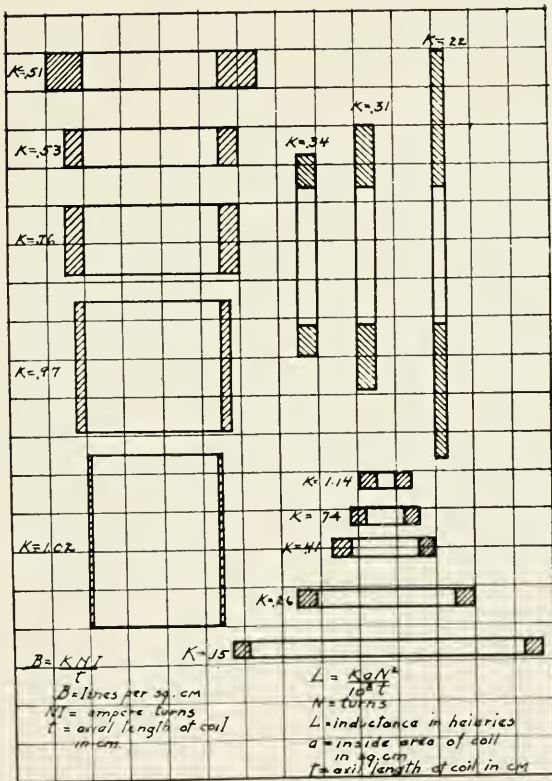 K=.51
K=.53
K=.76
K=.97
K=1.02
K=.34
K=.31
K=.22
K=1.14
K=.74
K=.41
K=.26
K=.15
B = KNI
t
B=lines per sq. cm
NI = ampere turns
t = axial length of coil
in cm.
L = KaN²
10⁸ t
N= turns
L=inductance in henries
a = inside area of coil
in sq.cm
t= axil length of coil in cm